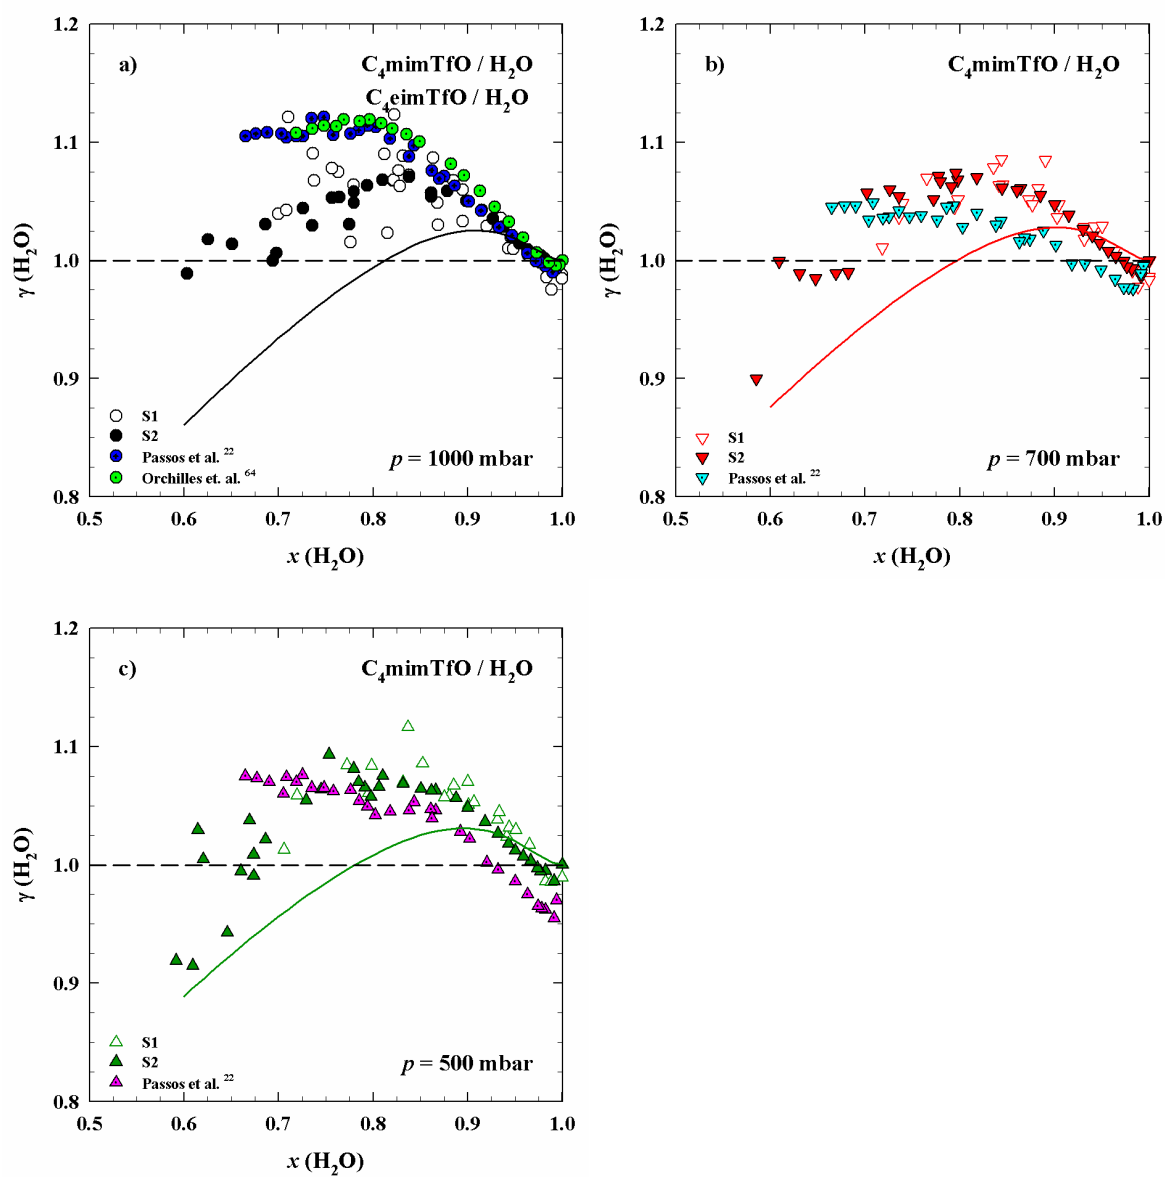 a)
C₄mimTfO / H₂O
C₄eimTfO / H₂O
γ (H₂O)
1.2
1.1
1.0
0.9
0.8
S1
S2
Passos et al. ²²
Orchilles et. al. ⁶⁴
p = 1000 mbar
0.5 0.6 0.7 0.8 0.9 1.0
x (H₂O)
b)
C₄mimTfO / H₂O
γ (H₂O)
1.2
1.1
1.0
0.9
0.8
S1
S2
Passos et al. ²²
p = 700 mbar
0.5 0.6 0.7 0.8 0.9 1.0
x (H₂O)
c)
C₄mimTfO / H₂O
γ (H₂O)
1.2
1.1
1.0
0.9
0.8
S1
S2
Passos et al. ²²
p = 500 mbar
0.5 0.6 0.7 0.8 0.9 1.0
x (H₂O)